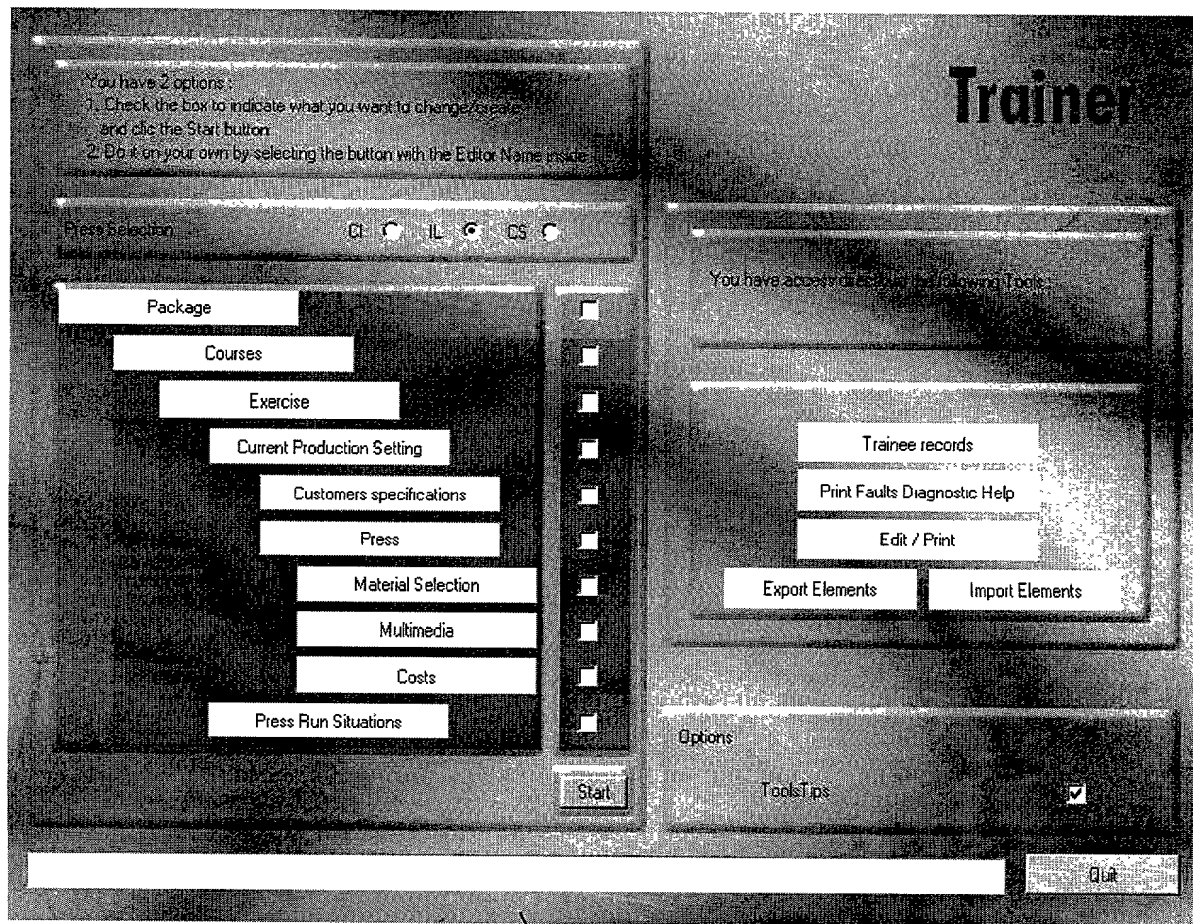 Trainer
You have 2 options :
1. Check the box to indicate what you want to change/create
and clic the Start button
2. Do it on your own by selecting the button with the Editor Name inside
Press Selection CI IL CS
Package
Courses
Exercise
Current Production Setting
Customers specifications
Press
Material Selection
Multimedia
Costs
Press Run Situations
Start
You have access to the following Tools :
Trainee records
Print Faults Diagnostic Help
Edit / Print
Export Elements Import Elements
Options
ToolsTips
Quit